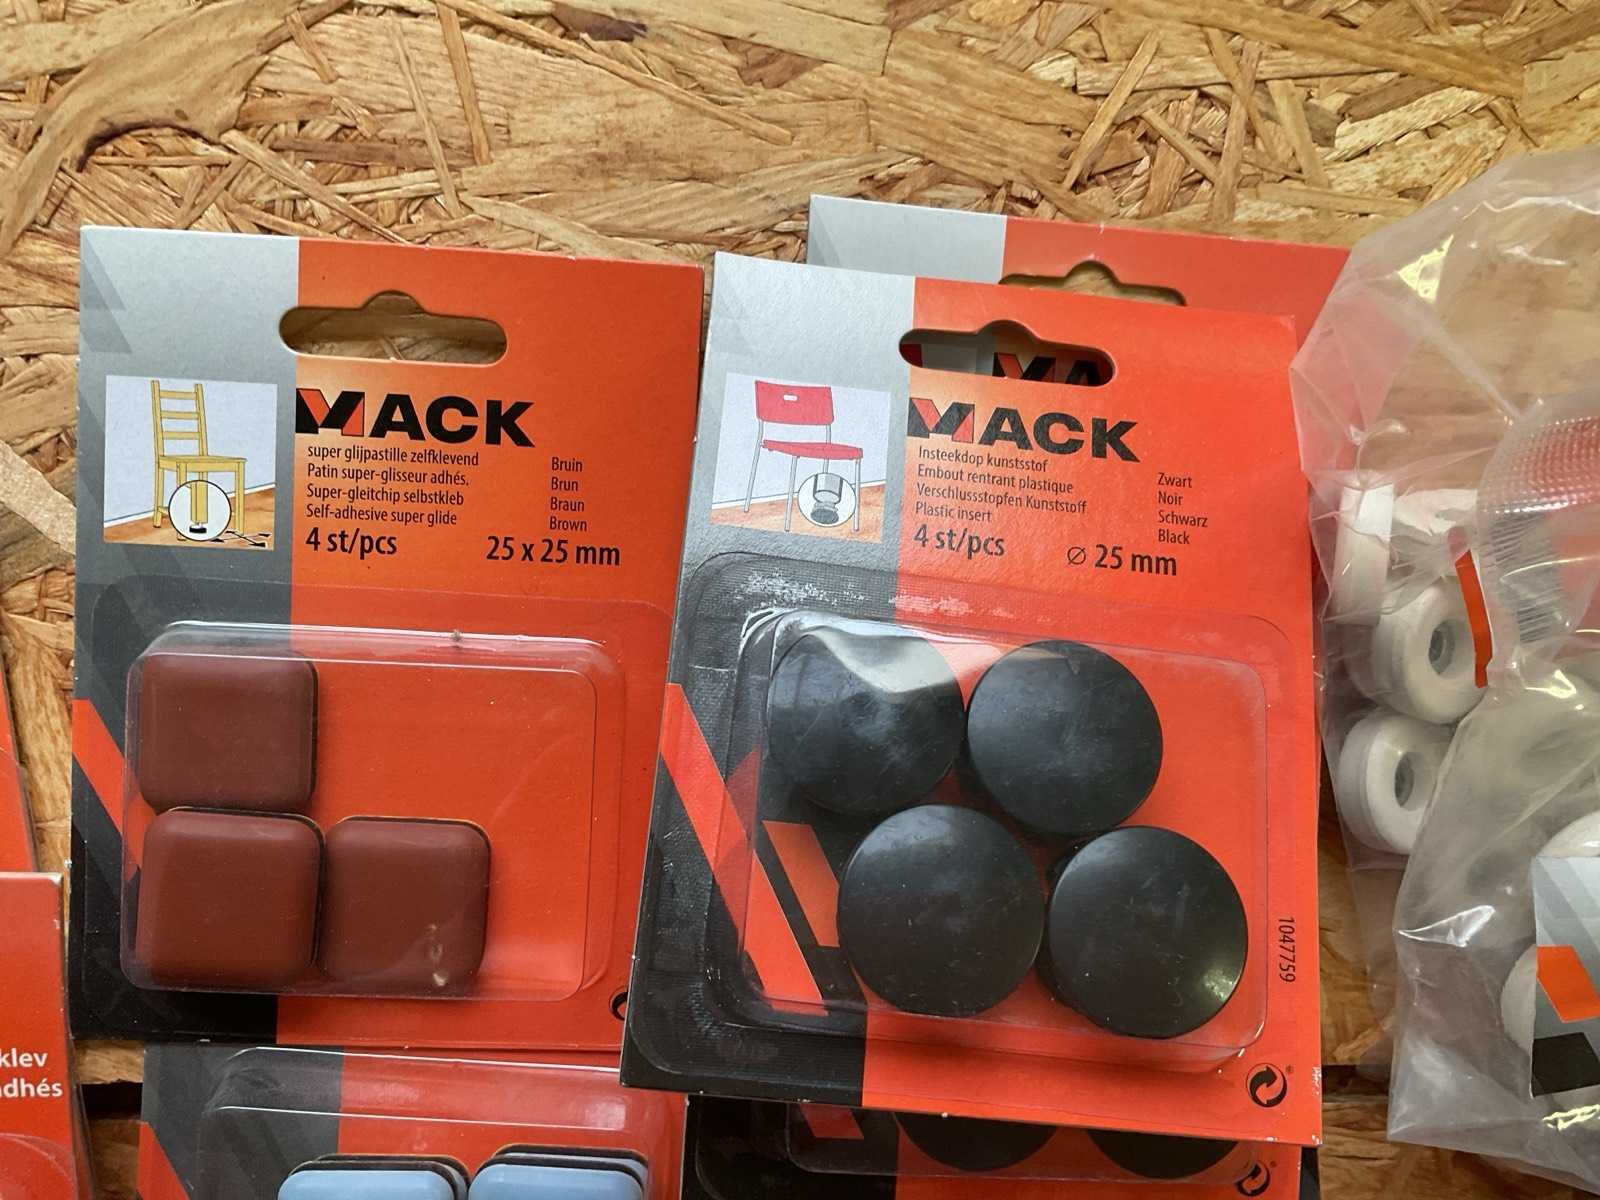 MACK
super glijpastille zelfklevend
Patin super-glisseur adhés.
Super-gleitchip selbstkleb
Self-adhesive super glide
Bruin
Brun
Braun
Brown
4 st/pcs
25 x 25 mm
MACK
Insteekdop kunstsstof
Embout rentrant plastique
Verschlussstopfen Kunststoff
Plastic insert
Zwart
Noir
Schwarz
Black
4 st/pcs
⌀ 25 mm
1047759
klev
adhés